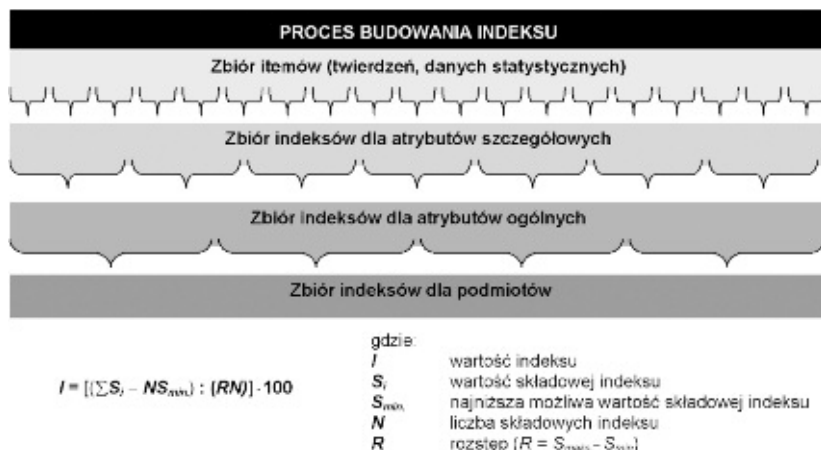 PROCES BUDOWANIA INDEKSU
Zbiór itemów (twierdzeń, danych statystycznych)
Zbiór indeksów dla atrybutów szczegółowych
Zbiór indeksów dla atrybutów ogólnych
Zbiór indeksów dla podmiotów
I = [(∑Si – NSmin.) : (RN)] · 100
gdzie:
I wartość indeksu
Si wartość składowej indeksu
Smin. najniższa możliwa wartość składowej indeksu
N liczba składowych indeksu
R rozstęp (R = Smax. – Smin)